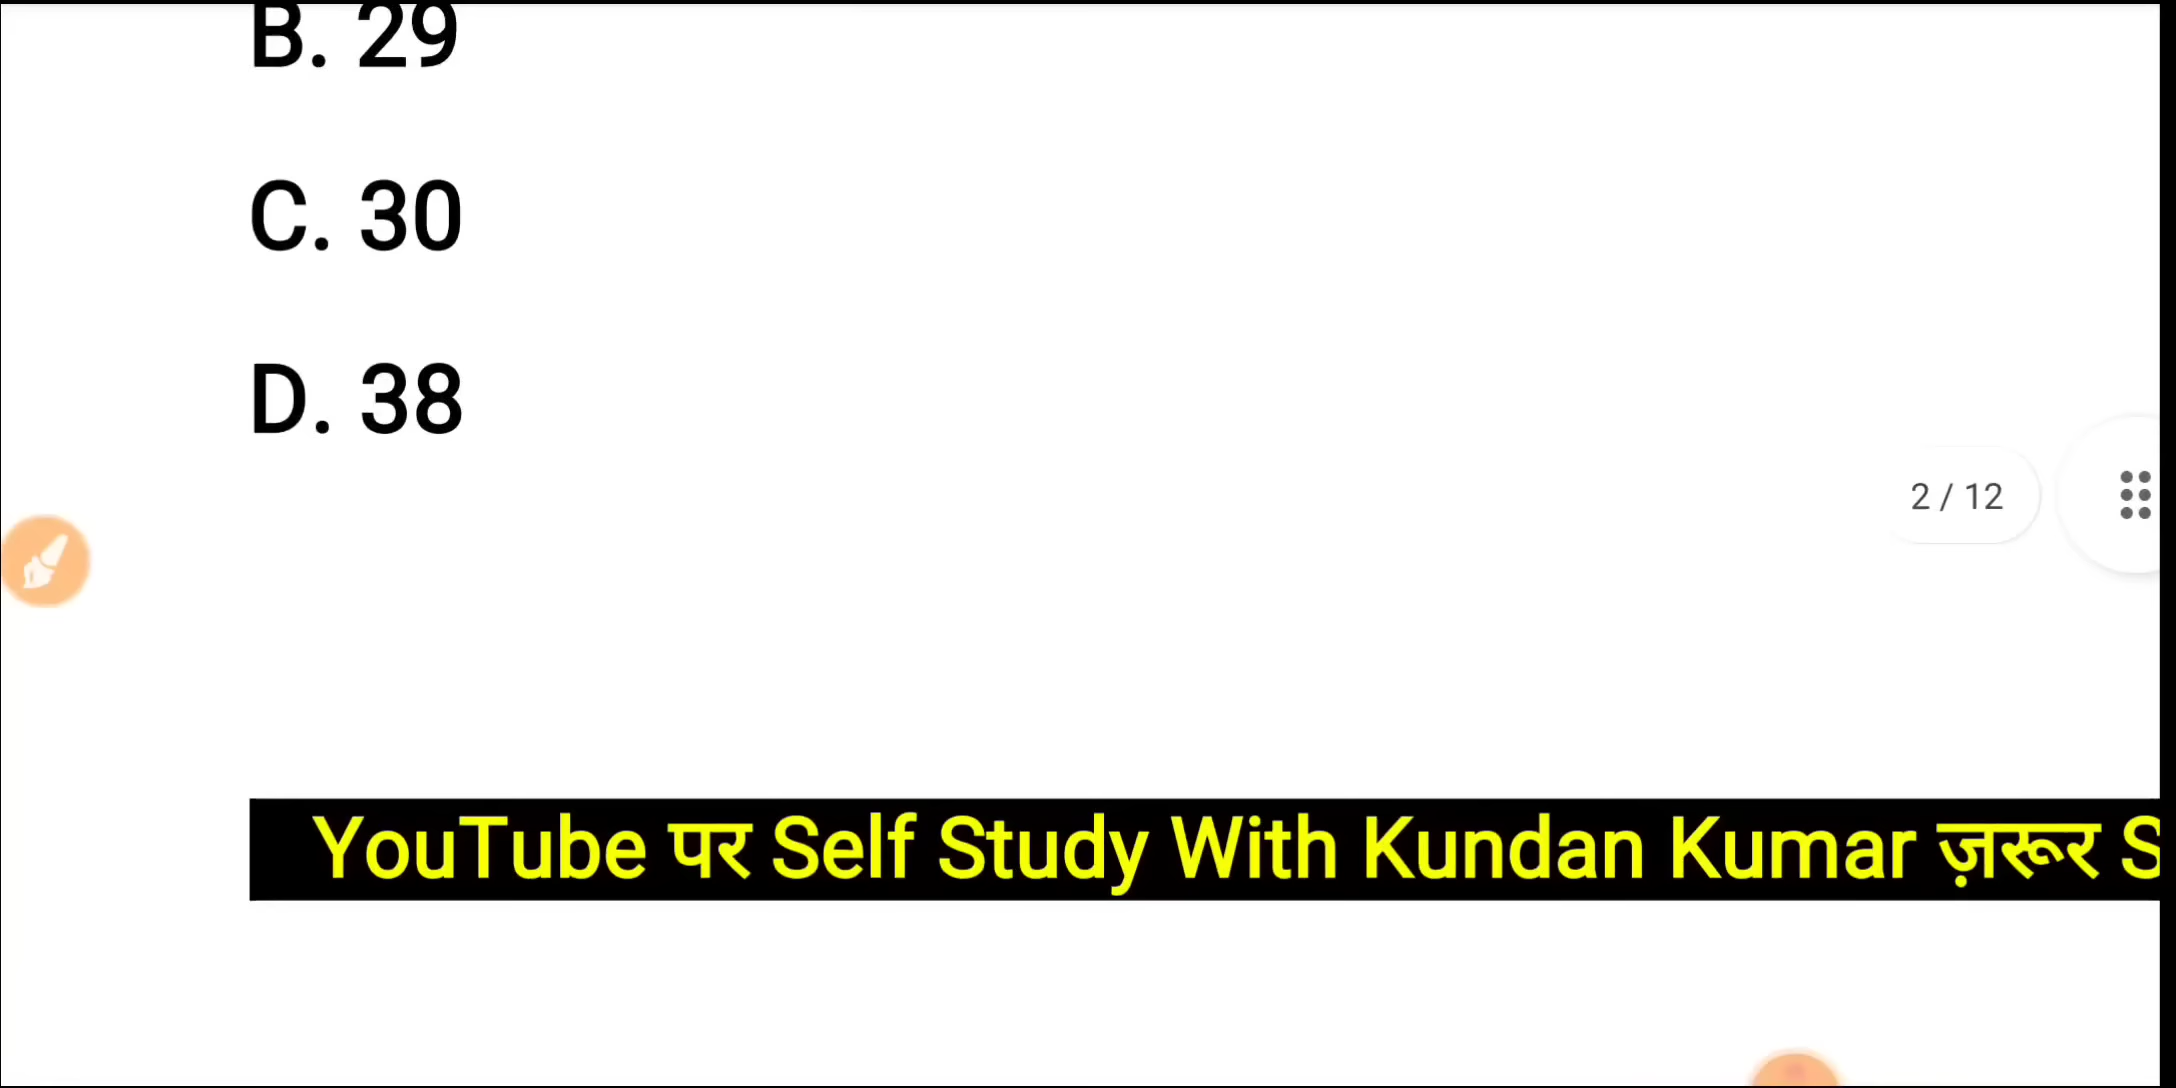 B. 29
C. 30
D. 38
2 / 12
YouTube पर Self Study With Kundan Kumar ज़रूर S